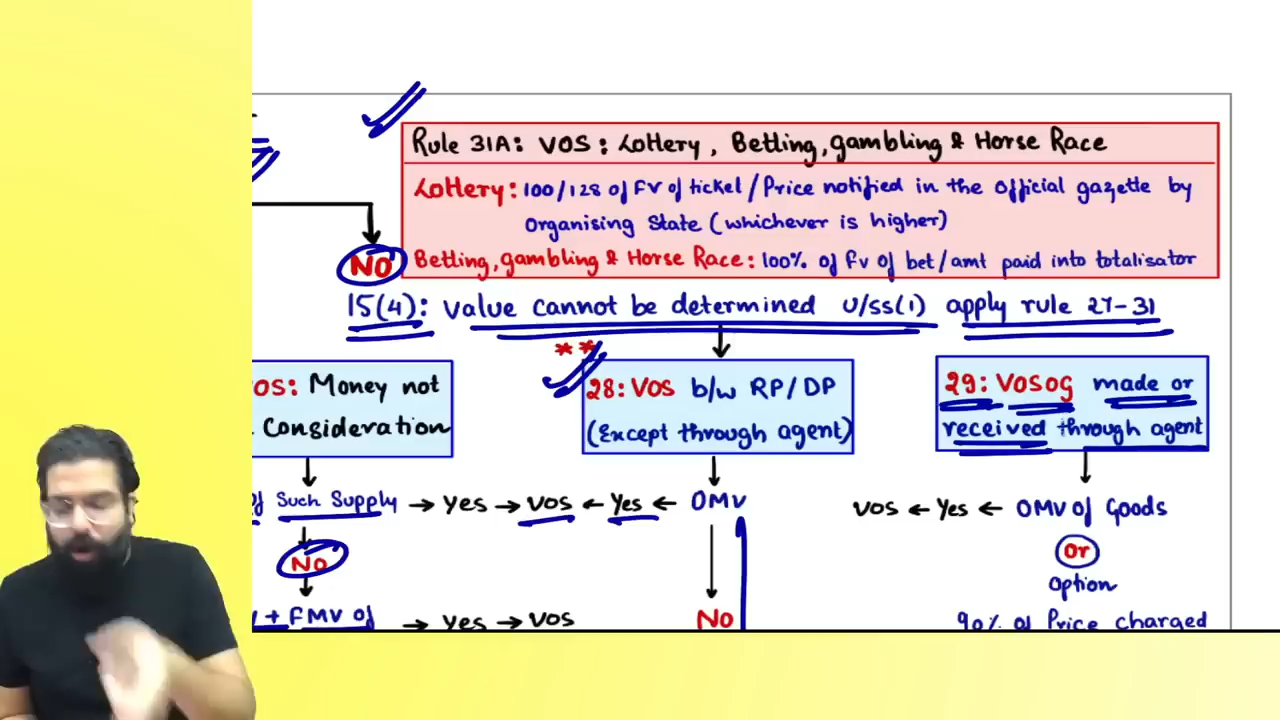 Rule 31A: VOS: Lottery, Betting, gambling & Horse Race
Lottery: 100/128 of FV of ticket/Price notified in the official gazette by
Organising State (whichever is higher)
Betting, gambling & Horse Race: 100% of fv of bet/amt paid into totalisator
NO
15(4): Value cannot be determined U/ss(1) apply rule 27-31
**
OS: Money not
Consideration
28: VOS b/w RP/DP
(Except through agent)
29: VOSOG made or
received through agent
of Such Supply → Yes → VOS ← Yes ← OMV
VOS ← Yes ← OMV of Goods
No
Or
Option
+ FMV of → Yes → VOS
NO
90% of Price charged